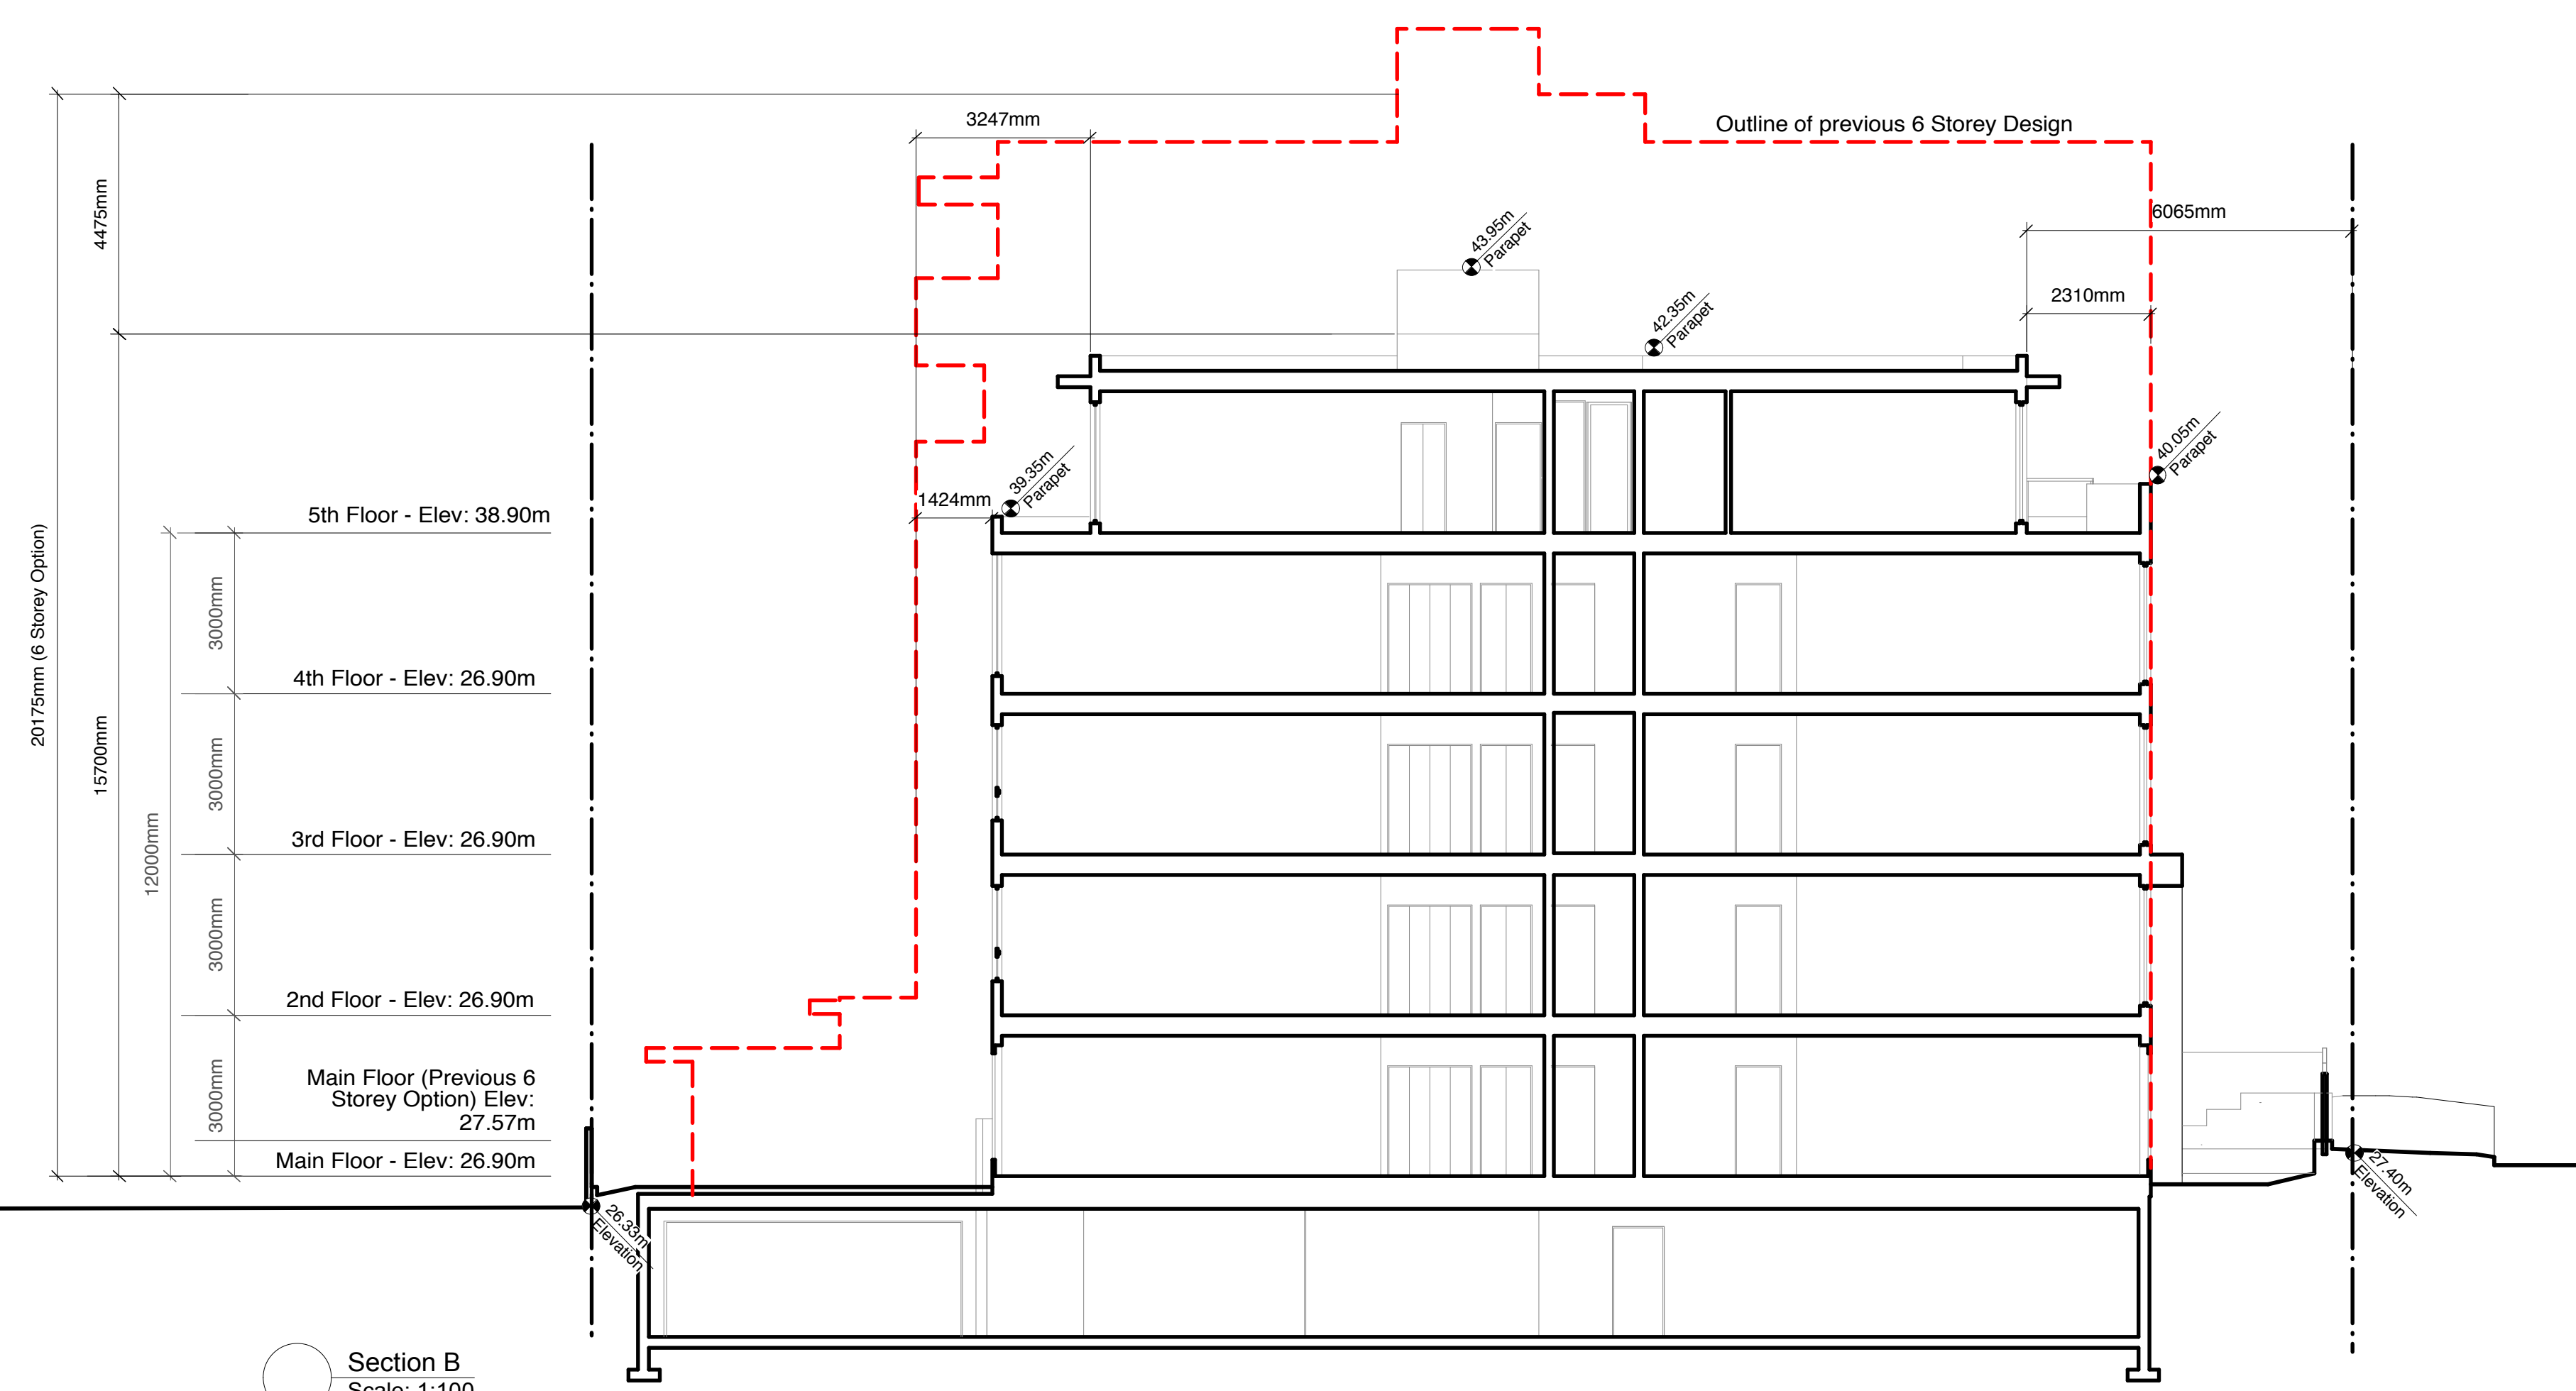 3247mm
Outline of previous 6 Storey Design
4475mm
6065mm
43.95m
Parapet
2310mm
42.35m
Parapet
40.05m
Parapet
39.35m
Parapet
1424mm
5th Floor - Elev: 38.90m
20175mm (6 Storey Option)
3000mm
4th Floor - Elev: 26.90m
15700mm
3000mm
3rd Floor - Elev: 26.90m
12000mm
3000mm
2nd Floor - Elev: 26.90m
Main Floor (Previous 6
Storey Option) Elev:
27.57m
3000mm
Main Floor - Elev: 26.90m
27.40m
Elevation
26.33m
Elevation
Section B
Scale: 1:100